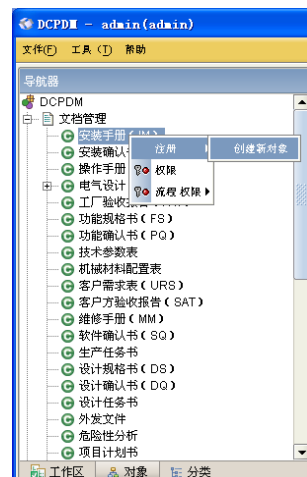 DCPDM - admin(admin)
文件(F) 工具(T) 帮助
导航器
DCPDM
文档管理
安装手册(IM)
安装确认书
操作手册
电气设计
工厂验收报告
功能规格书(FS)
功能确认书(PQ)
技术参数表
机械材料配置表
客户需求表(URS)
客户方验收报告(SAT)
维修手册(MM)
软件确认书(SQ)
生产任务书
设计规格书(DS)
设计确认书(DQ)
设计任务书
外发文件
危险性分析
项目计划书
注册
创建新对象
权限
流程权限
工作区 对象 分类